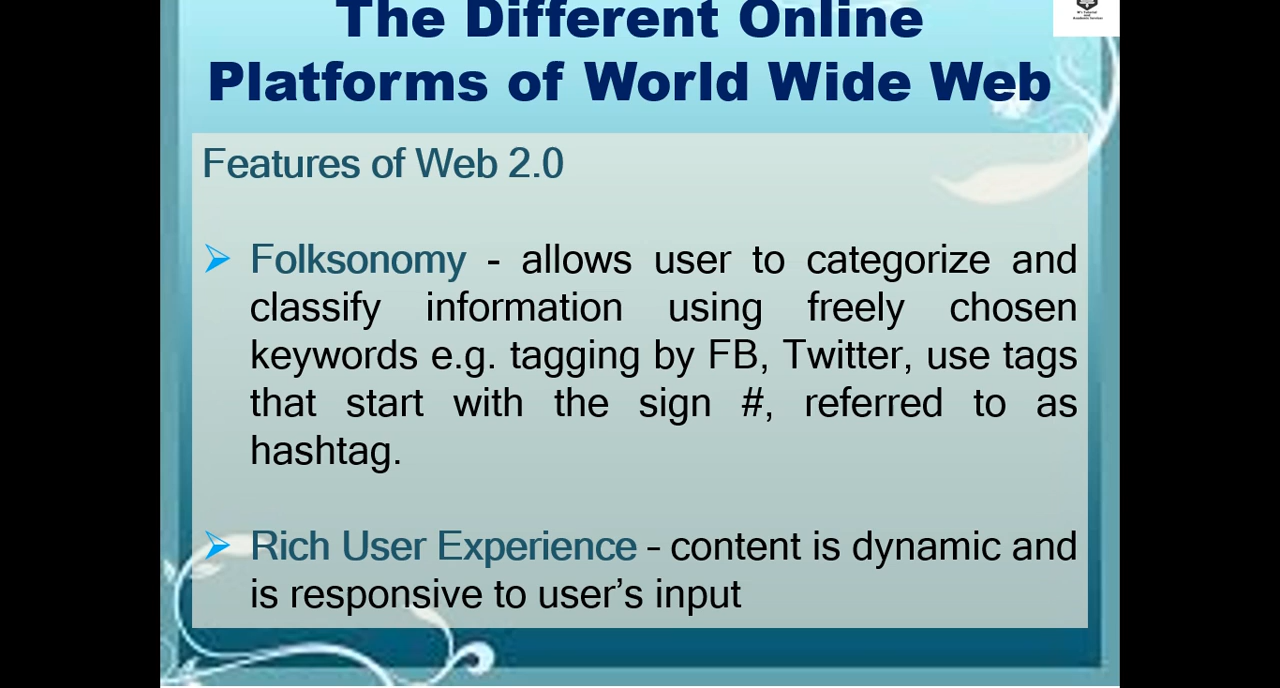 The Different Online
Platforms of World Wide Web
Features of Web 2.0
➢ Folksonomy - allows user to categorize and
classify information using freely chosen
keywords e.g. tagging by FB, Twitter, use tags
that start with the sign #, referred to as
hashtag.
➢ Rich User Experience – content is dynamic and
is responsive to user’s input